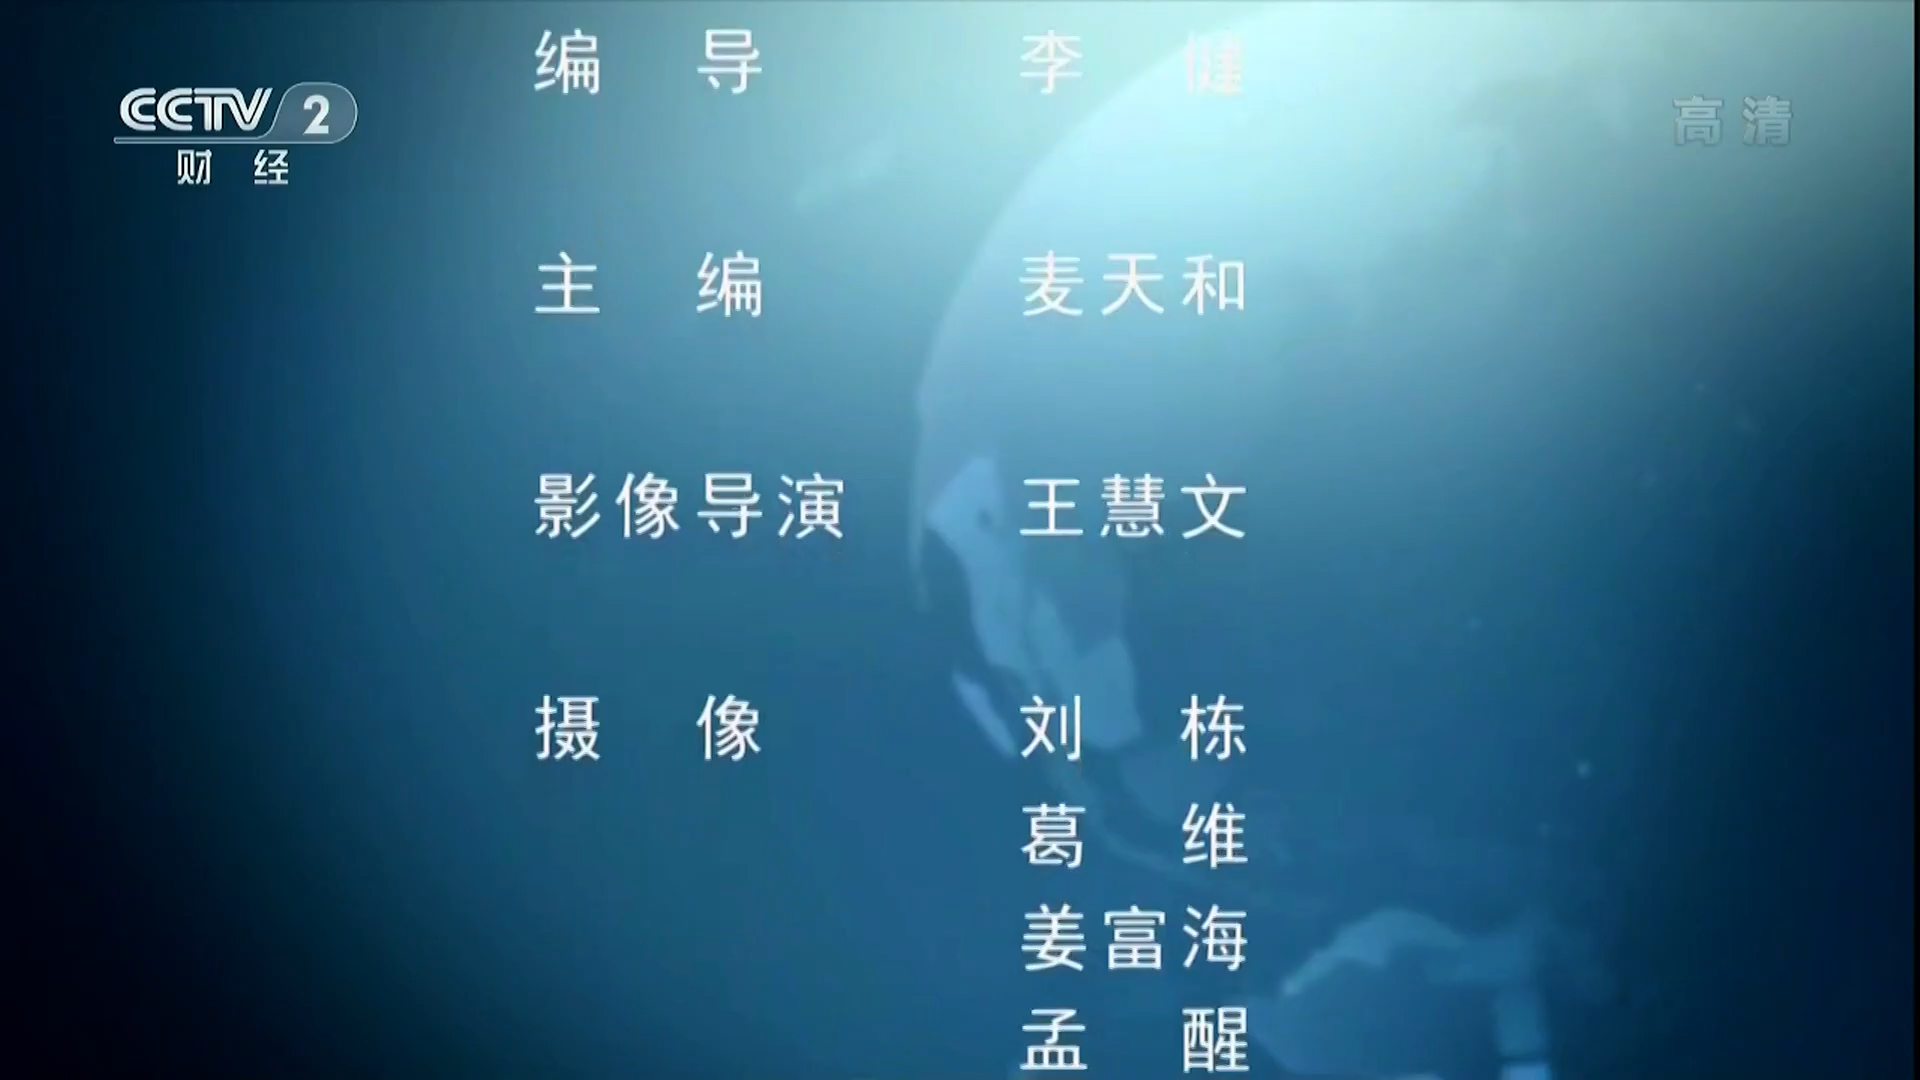 编导 李健
CCTV 2
财经
高清
主编 麦天和
影像导演 王慧文
摄像 刘栋
葛维
姜富海
孟醒